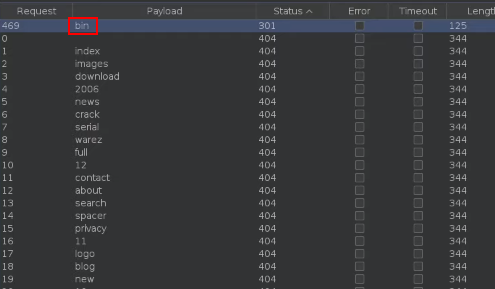 Request Payload Status Error Timeout Length
469 bin 301 125
0 404 344
1 index 404 344
2 images 404 344
3 download 404 344
4 2006 404 344
5 news 404 344
6 crack 404 344
7 serial 404 344
8 warez 404 344
9 full 404 344
10 12 404 344
11 contact 404 344
12 about 404 344
13 search 404 344
14 spacer 404 344
15 privacy 404 344
16 11 404 344
17 logo 404 344
18 blog 404 344
19 new 404 344